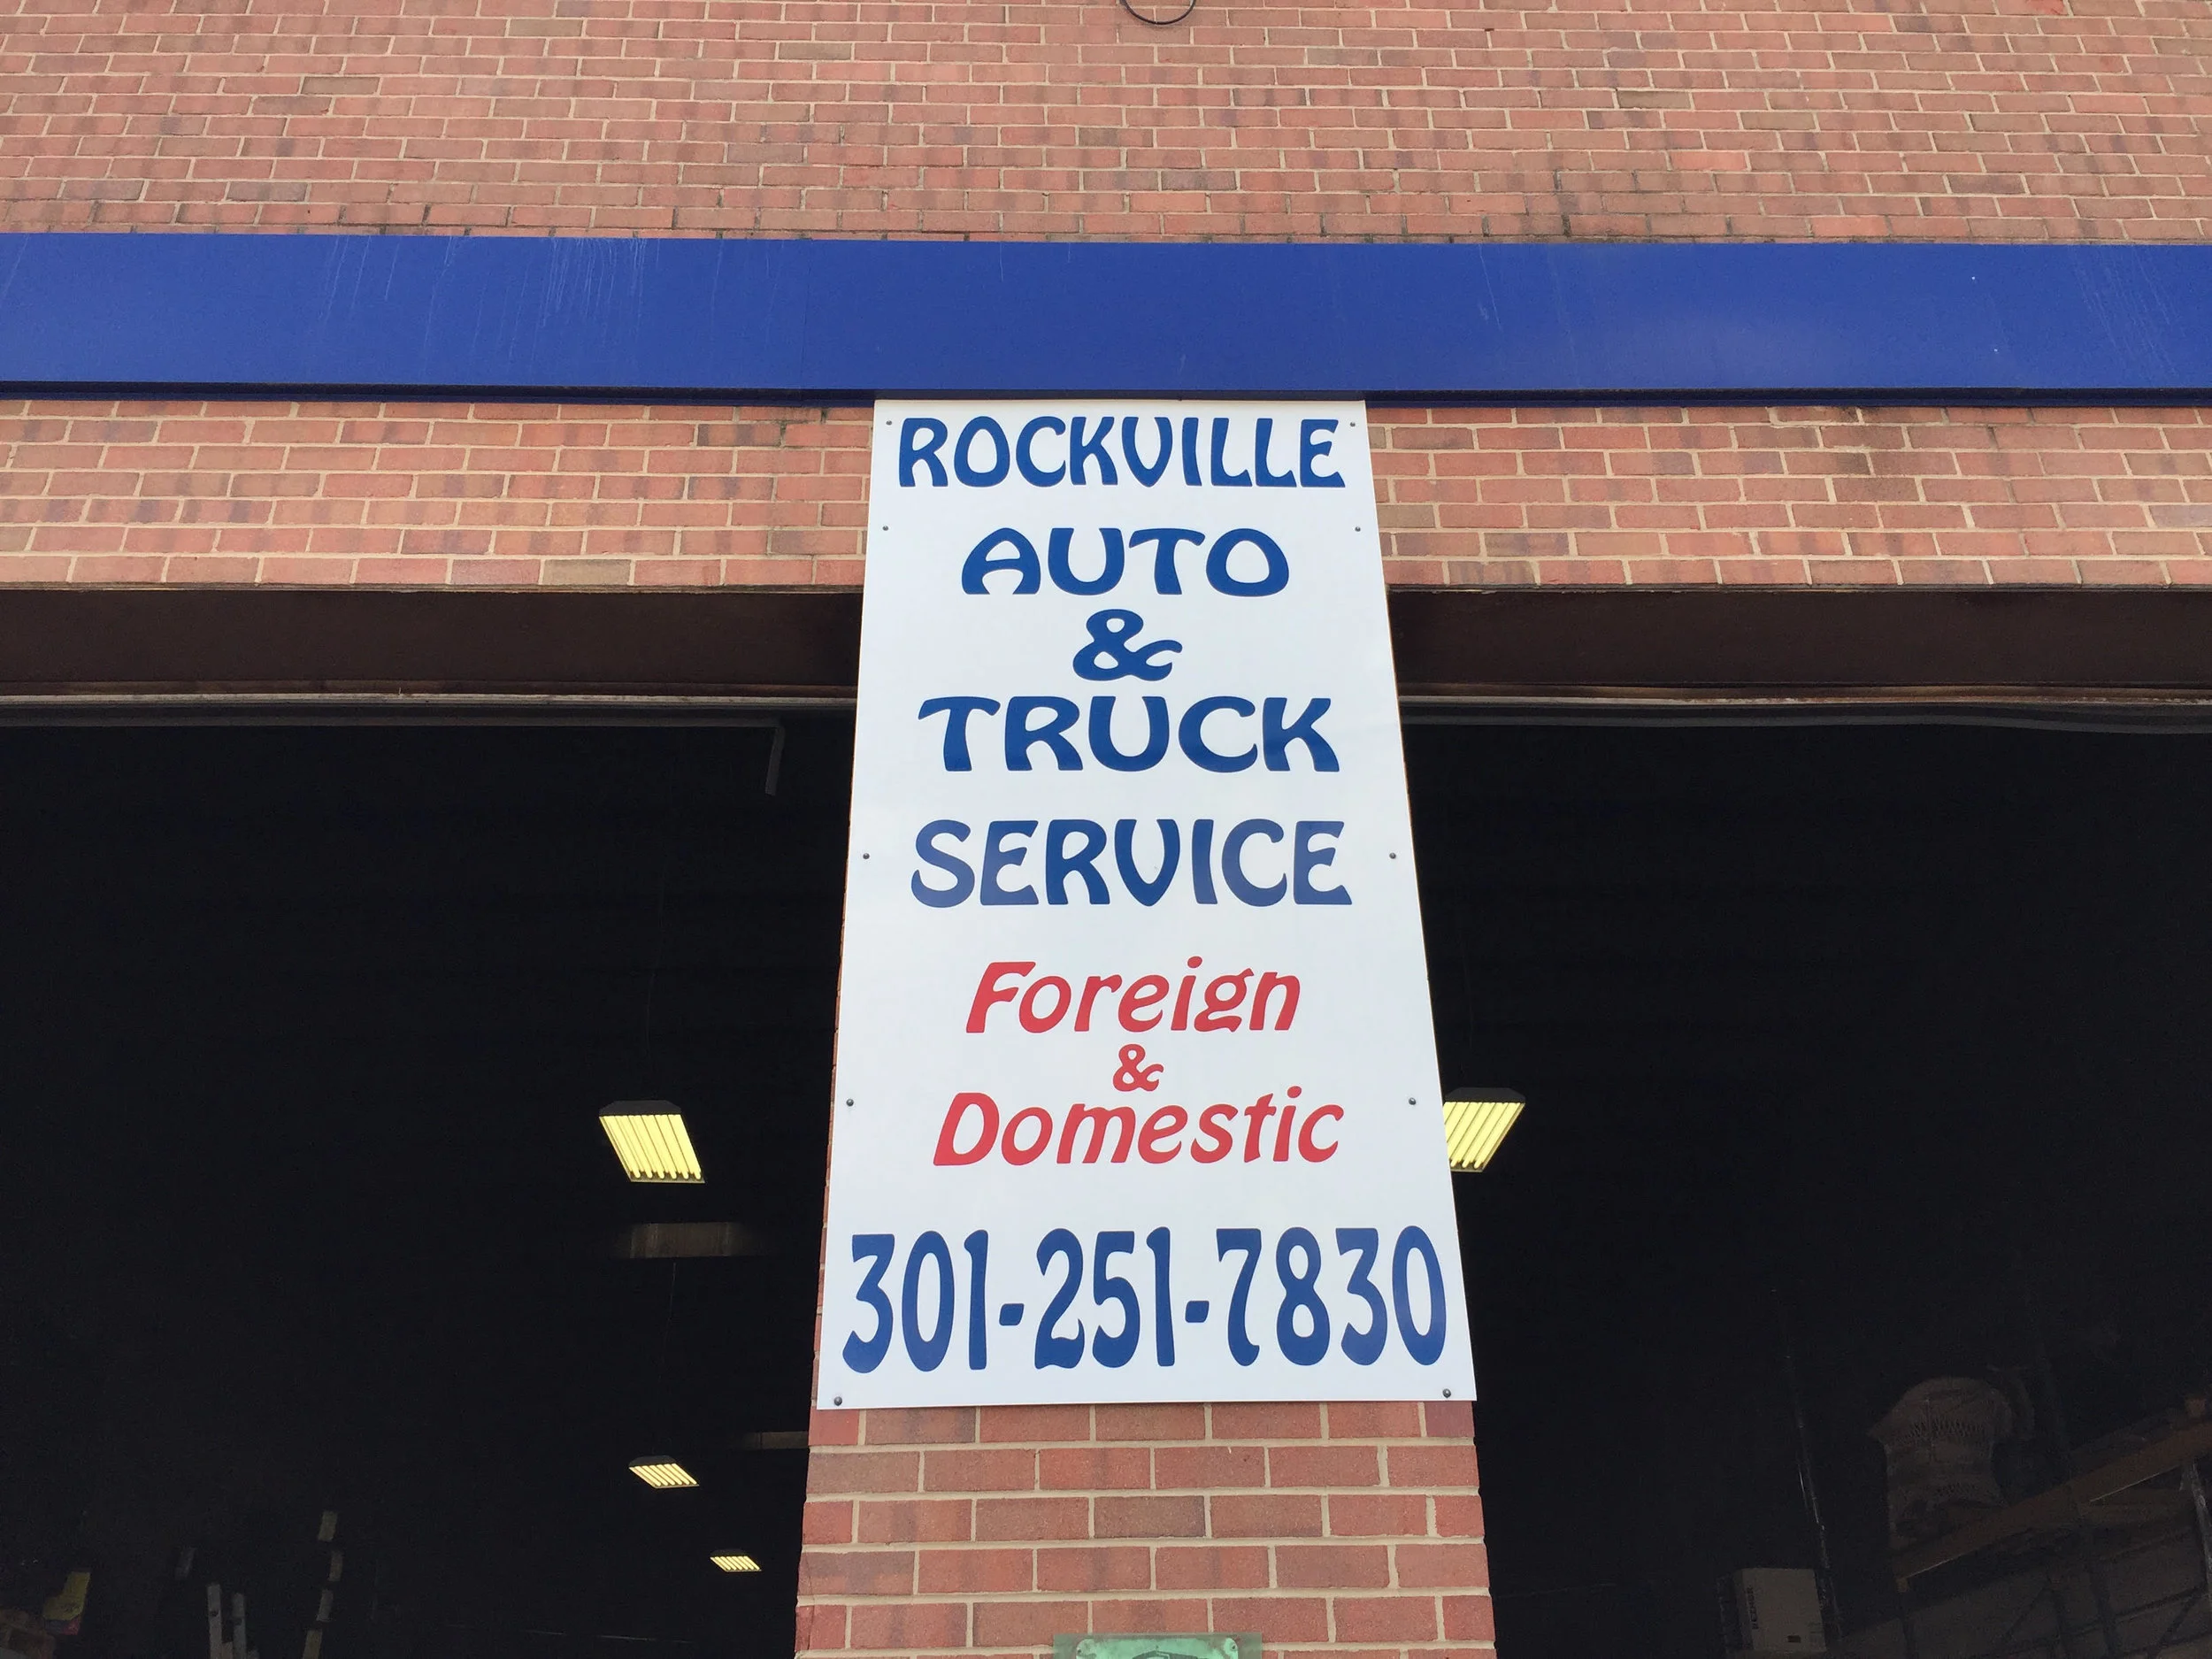 ROCKVILLE
AUTO
&
TRUCK
SERVICE
Foreign
&
Domestic
301-251-7830